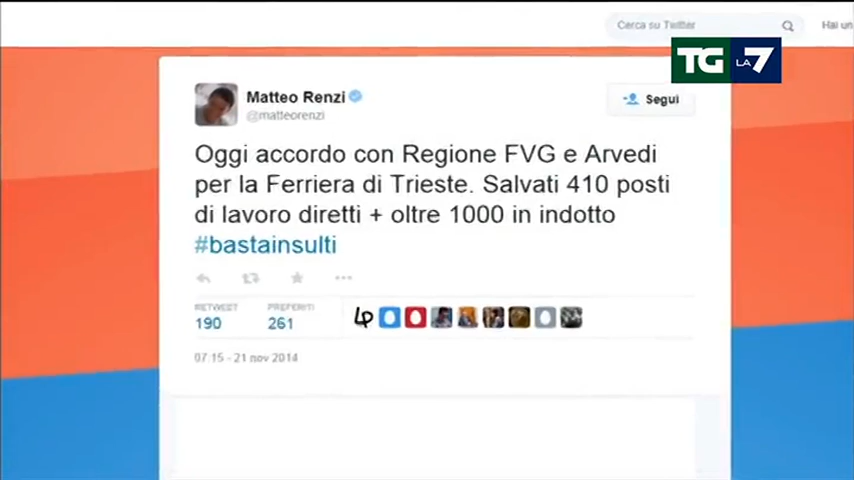 Cerca su Twitter
Hai un
TG LA7
Matteo Renzi
@matteorenzi
Segui
Oggi accordo con Regione FVG e Arvedi
per la Ferriera di Trieste. Salvati 410 posti
di lavoro diretti + oltre 1000 in indotto
#bastainsulti
RETWEET
PREFERITI
190
261
07:15 - 21 nov 2014